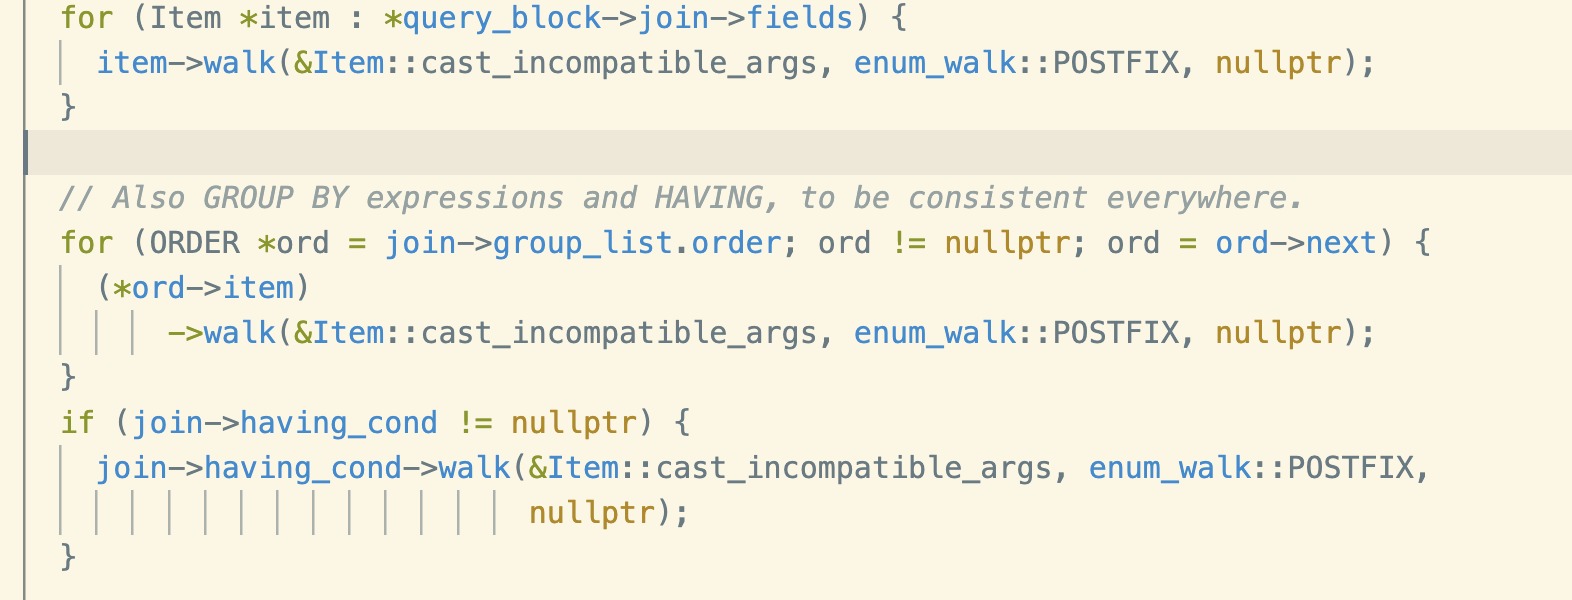 for (Item *item : *query_block->join->fields) {
  item->walk(&Item::cast_incompatible_args, enum_walk::POSTFIX, nullptr);
}

// Also GROUP BY expressions and HAVING, to be consistent everywhere.
for (ORDER *ord = join->group_list.order; ord != nullptr; ord = ord->next) {
  (*ord->item)
      ->walk(&Item::cast_incompatible_args, enum_walk::POSTFIX, nullptr);
}
if (join->having_cond != nullptr) {
  join->having_cond->walk(&Item::cast_incompatible_args, enum_walk::POSTFIX,
                          nullptr);
}